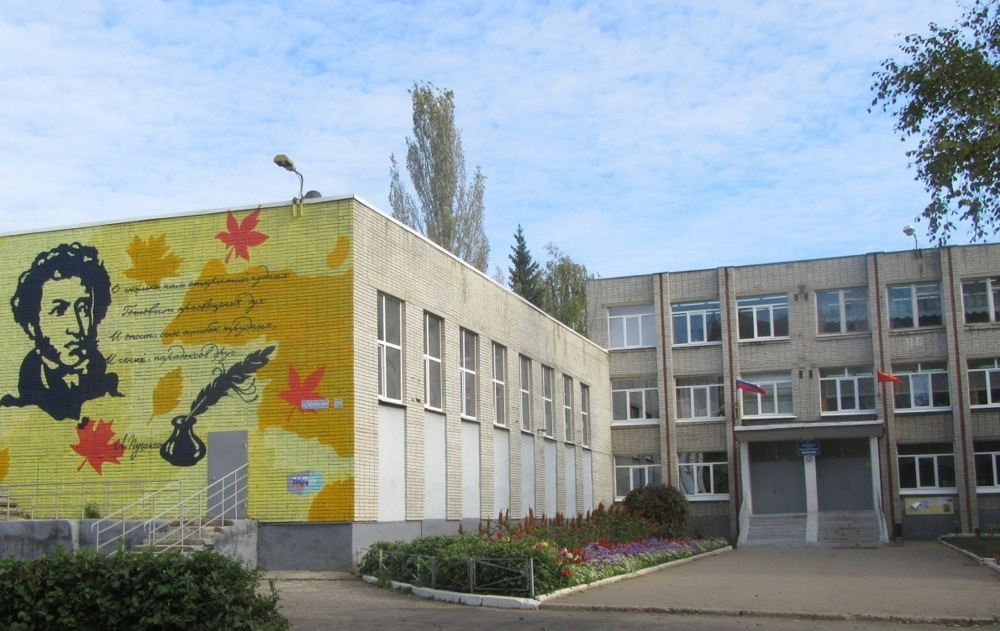 О сколько нам открытий чудных
Готовит просвещенья дух
И опыт, сын ошибок трудных,
И гений, парадоксов друг...
А. Пушкин